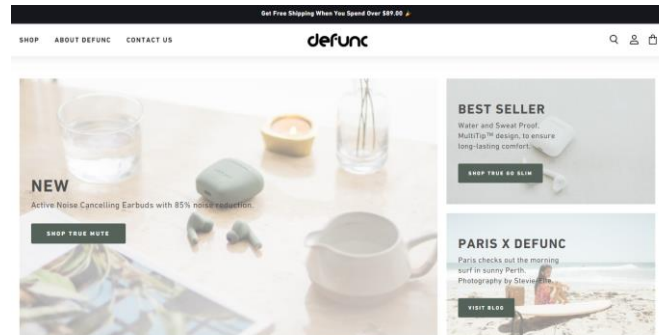 Get Free Shipping When You Spend Over $89.00 🎉
SHOP ABOUT DEFUNC CONTACT US
defunc
NEW
Active Noise Cancelling Earbuds with 85% noise reduction.
SHOP TRUE MUTE
BEST SELLER
Water and Sweat Proof,
MultiTip™ design, to ensure
long-lasting comfort.
SHOP TRUE GO SLIM
PARIS X DEFUNC
Paris checks out the morning
surf in sunny Perth.
Photography by
VISIT BLOG